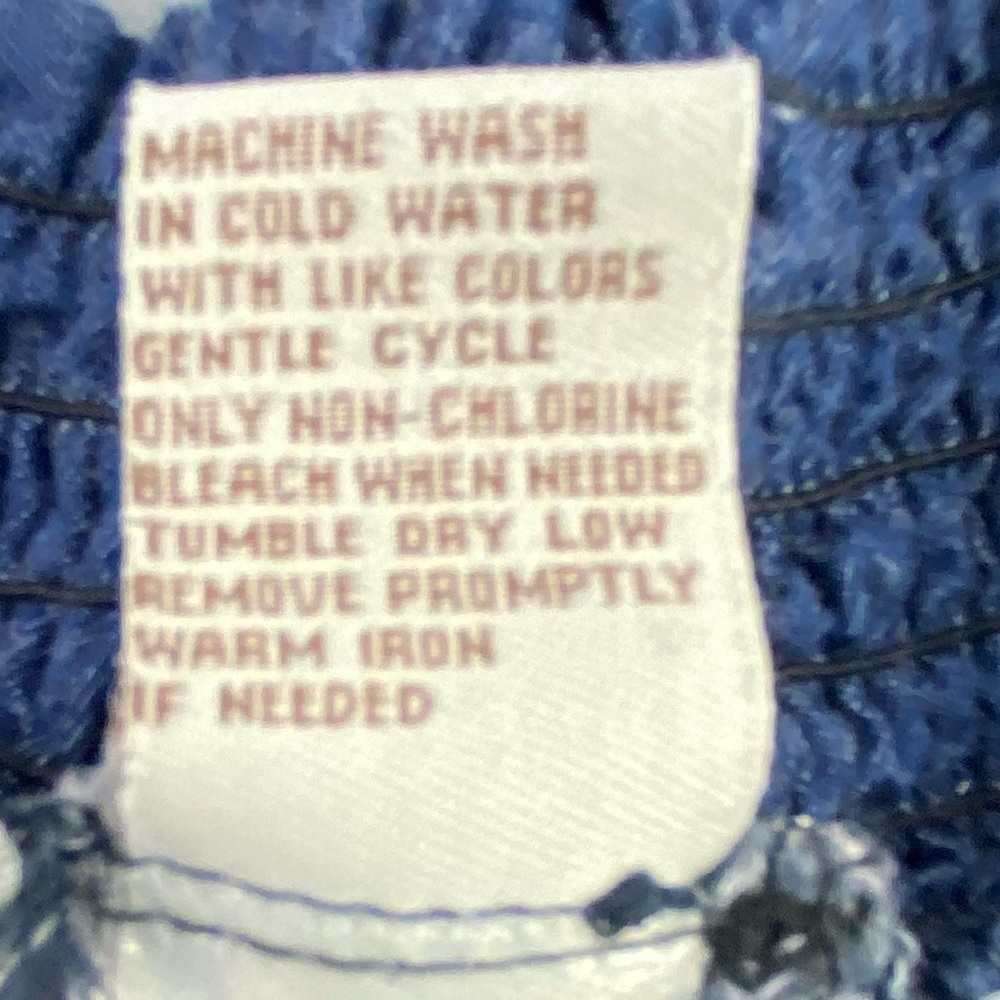 MACHINE WASH
IN COLD WATER
WITH LIKE COLORS
GENTLE CYCLE
ONLY NON-CHLORINE
BLEACH WHEN NEEDED
TUMBLE DRY LOW
REMOVE PROMPTLY
WARM IRON
IF NEEDED